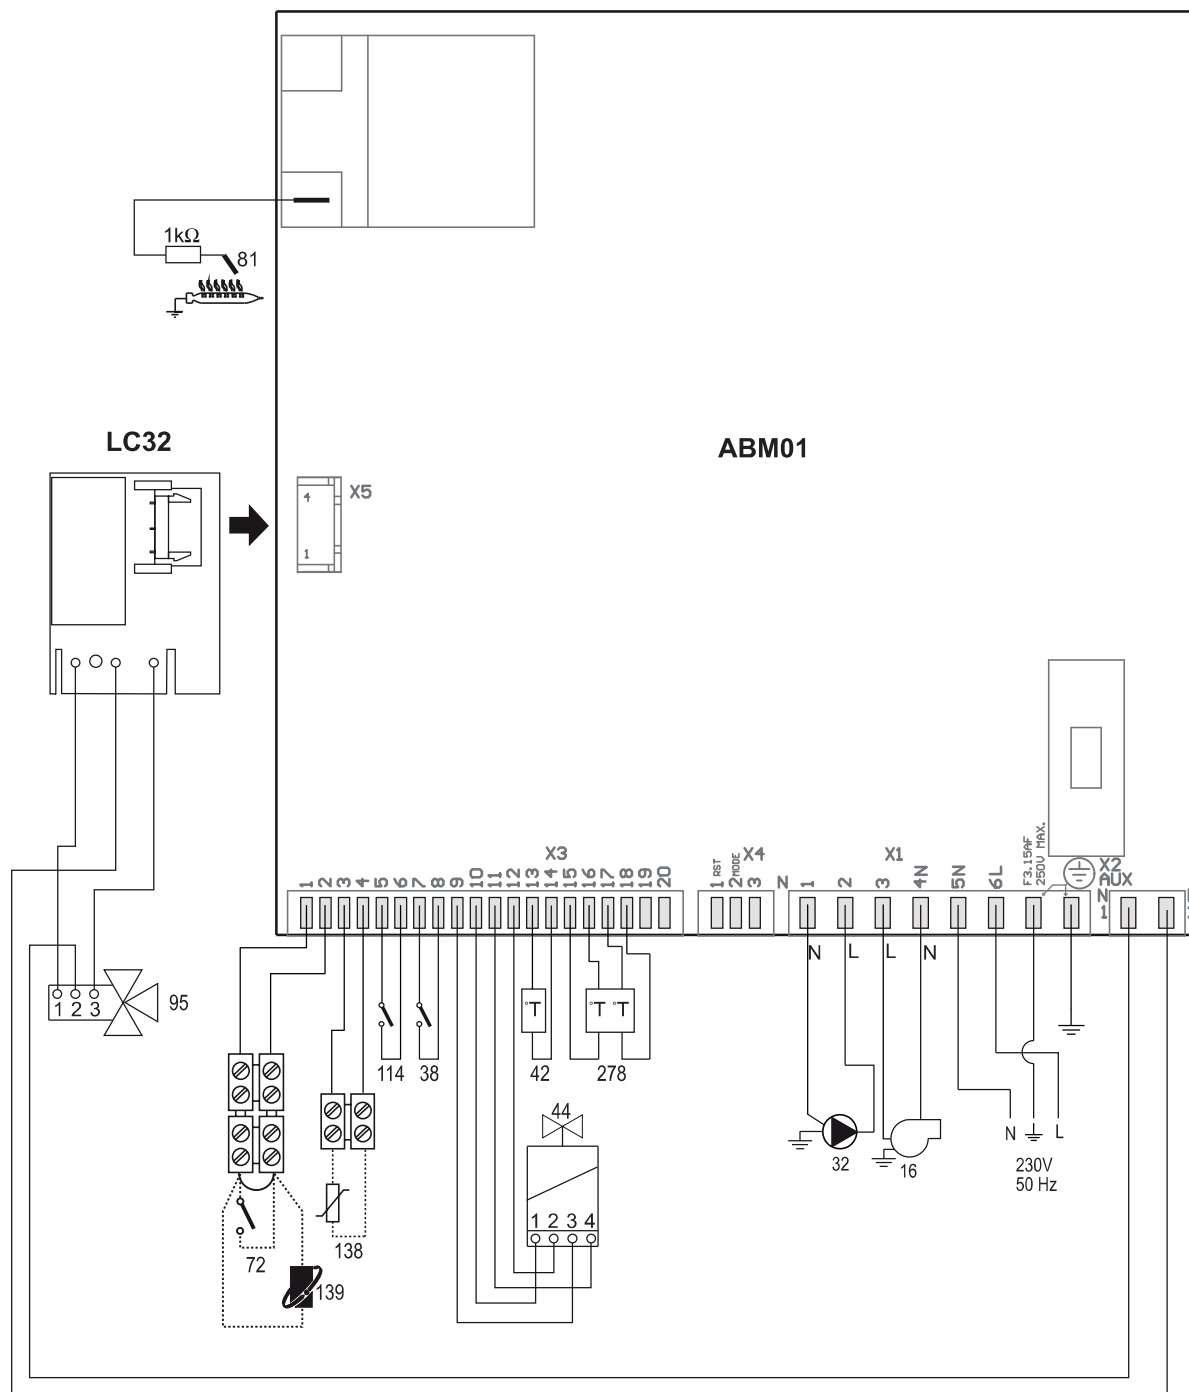 1kΩ
81
LC32
ABM01
X5
4
1
F3.15AF
250V MAX.
X3
X4
X1
X2
AUX
1 2 3 4 5 6 7 8 9 10 11 12 13 14 15 16 17 18 19 20
1 RST
2 MODE
3
N
1 2 3 4N 5N 6L
N
1
N L L N
1 2 3
95
114
38
42
278
°T
°T °T
44
N L
32
16
230V
50 Hz
1 2 3 4
138
72
139